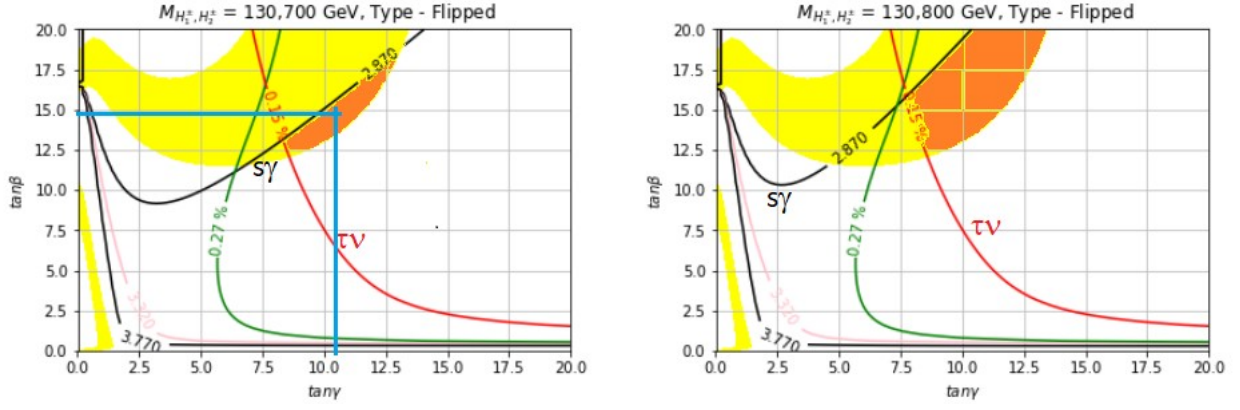 M_{H_1^±,H_2^±} = 130,700 GeV, Type - Flipped
20.0
17.5
15.0
12.5
10.0
7.5
5.0
2.5
0.0
tanβ
2.870
0.15 %
sγ
0.27 %
τν
3.320
3.770
0.0 2.5 5.0 7.5 10.0 12.5 15.0 17.5 20.0
tanγ
M_{H_1^±,H_2^±} = 130,800 GeV, Type - Flipped
20.0
17.5
15.0
12.5
10.0
7.5
5.0
2.5
0.0
tanβ
15 %
2.870
sγ
0.27 %
τν
3.320
3.770
0.0 2.5 5.0 7.5 10.0 12.5 15.0 17.5 20.0
tanγ